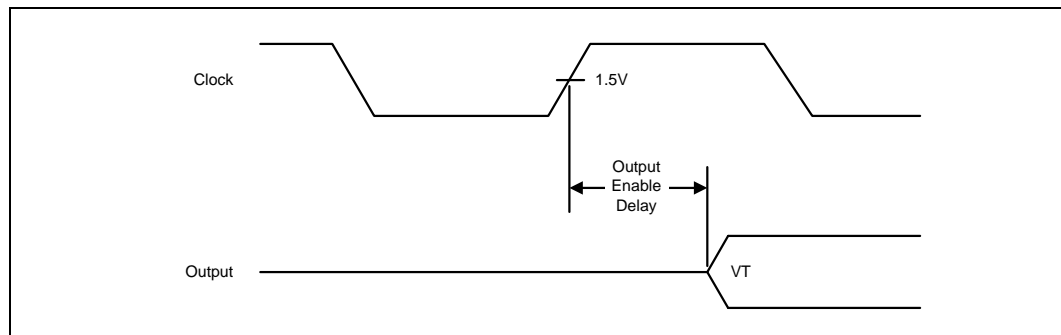 Clock
1.5V
Output
Enable
Delay
Output
VT